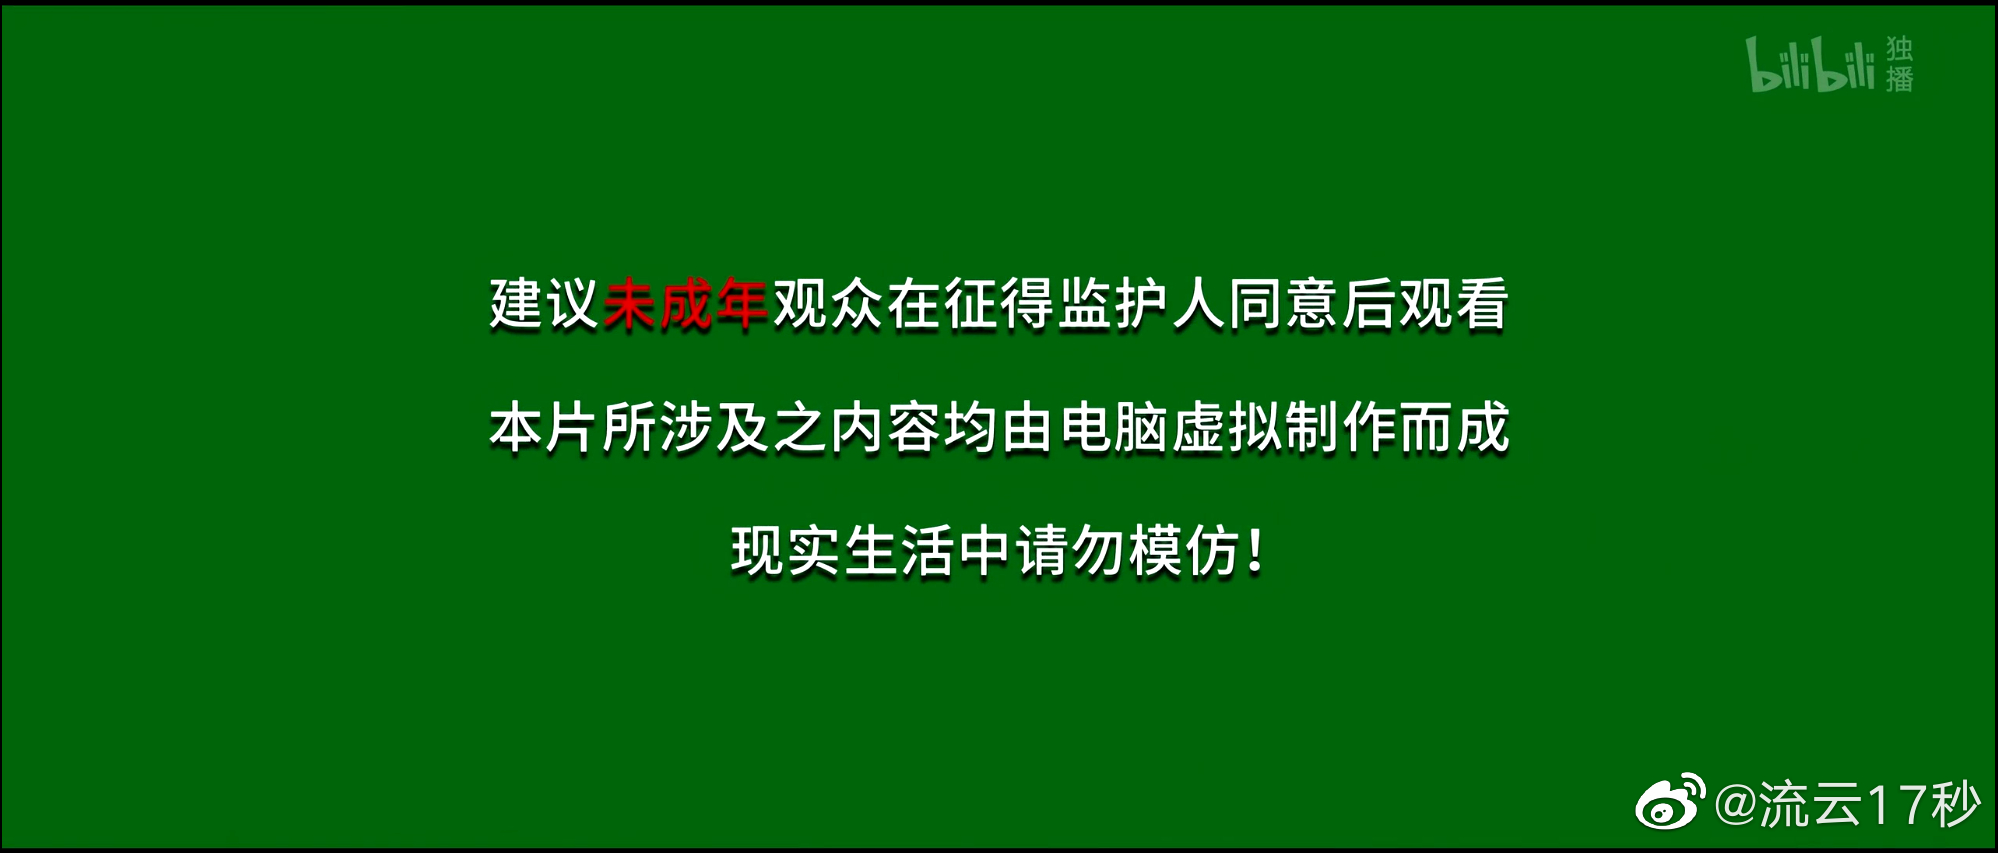 bilibili 独播
建议未成年观众在征得监护人同意后观看
本片所涉及之内容均由电脑虚拟制作而成
现实生活中请勿模仿！
@流云17秒